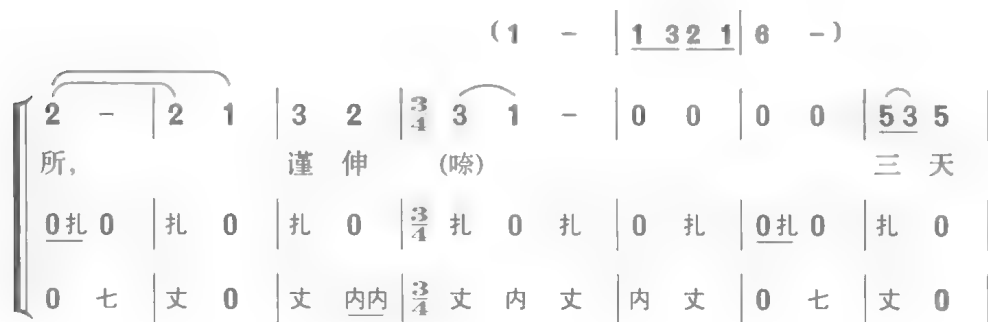 (1 - | 1 3 2 1 | 6 -)
2 - | 2 1 | 3 2 | 3/4 3 1 - | 0 0 | 0 0 | 5 3 5 |
所, 谨 伸 (嚓) 三 天
0 扎 0 | 扎 0 | 扎 0 | 3/4 扎 0 扎 | 0 扎 | 0 扎 0 | 扎 0 |
0 七 | 丈 0 | 丈 内内 | 3/4 丈 内 丈 | 内 丈 | 0 七 | 丈 0 |